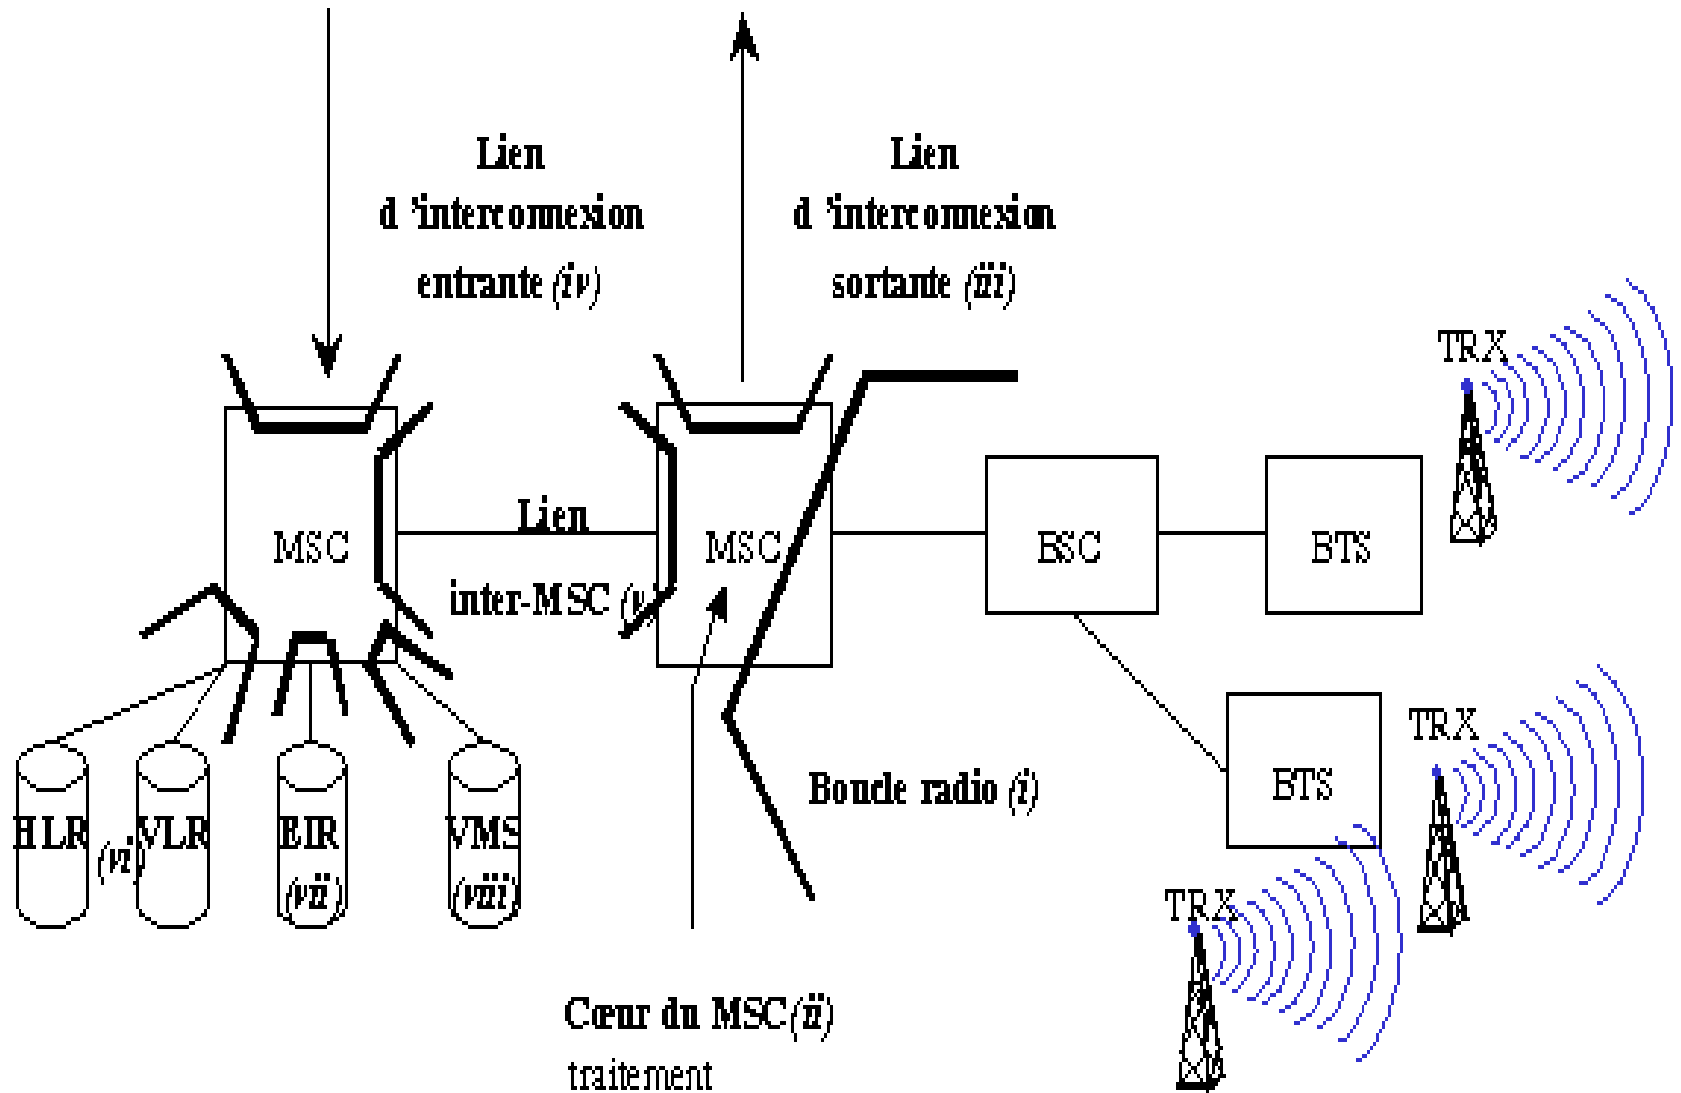 Lien
d 'interconnexion
entrante (iv)
Lien
d 'interconnexion
sortante (iii)
TRX
MSC
Lien
inter-MSC (v)
MSC
BSC
BTS
TRX
BTS
Boucle radio (i)
HLR
(vi)
VLR
EIR
(vii)
VMS
(viii)
TRX
Cœur du MSC (ii)
traitement